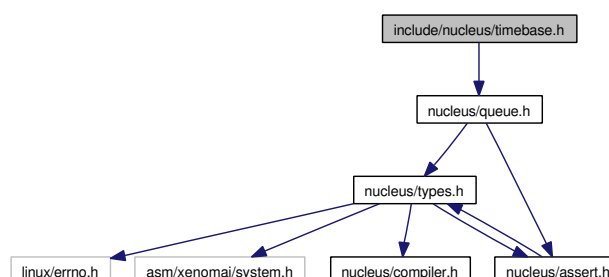 include/nucleus/timebase.h
nucleus/queue.h
nucleus/types.h
linux/errno.h
asm/xenomai/system.h
nucleus/compiler.h
nucleus/assert.h